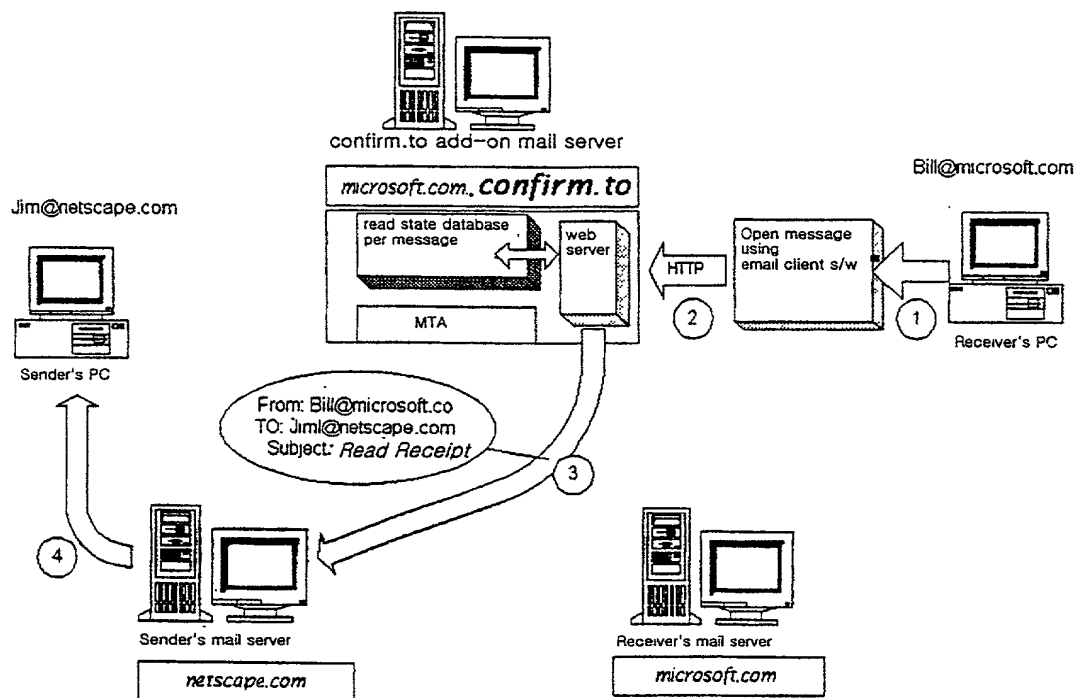 confirm.to add-on mail server
microsoft.com. confirm.to
Bill@microsoft.com
Jim@netscape.com
read state database
per message
web
server
MTA
HTTP
2
Open message
using
email client s/w
1
Receiver's PC
Sender's PC
From: Bill@microsoft.co
TO: Jiml@netscape.com
Subject: Read Receipt
3
4
Sender's mail server
netscape.com
Receiver's mail server
microsoft.com